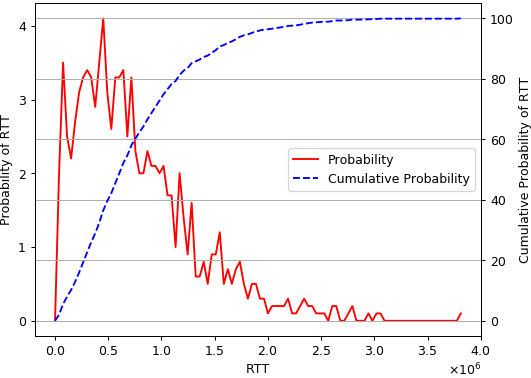 Probability of RTT
4
3
2
1
0
100
80
60
40
20
0
Cumulative Probability of RTT
Probability
Cumulative Probability
0.0 0.5 1.0 1.5 2.0 2.5 3.0 3.5 4.0
RTT
×10⁶